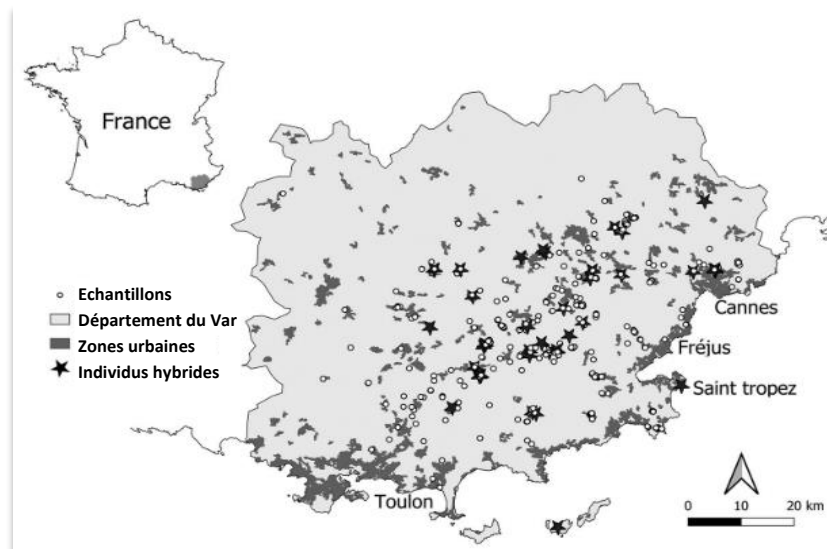 France
Echantillons
Département du Var
Zones urbaines
Individus hybrides
Cannes
Fréjus
Saint tropez
Toulon
0 10 20 km